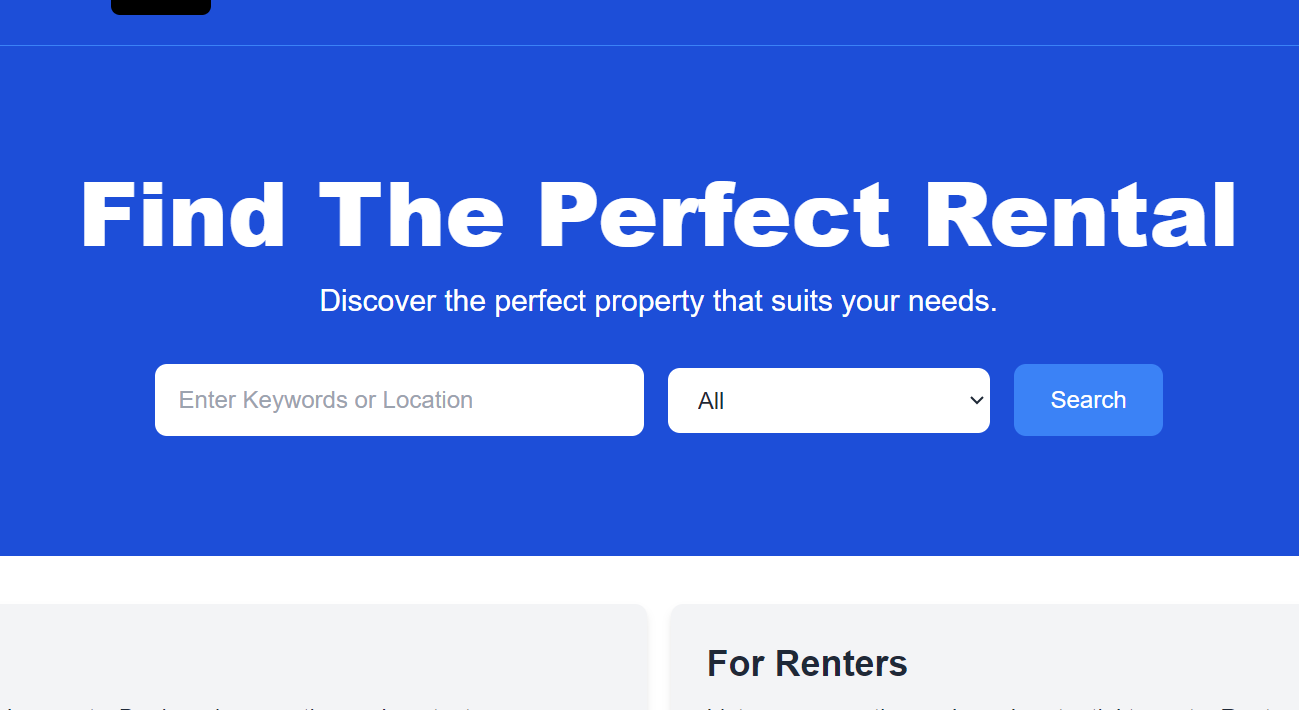 Find The Perfect Rental
Discover the perfect property that suits your needs.
Enter Keywords or Location
All
Search
For Renters